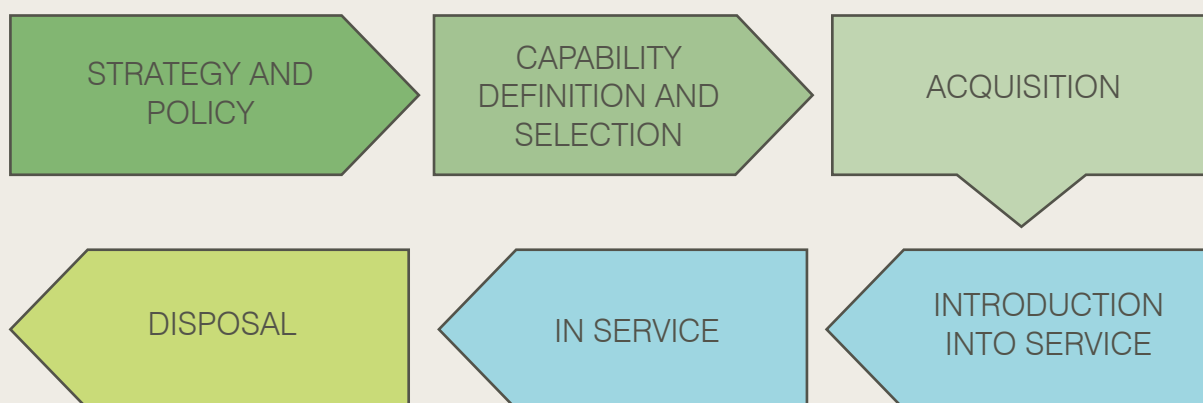 STRATEGY AND
POLICY
CAPABILITY
DEFINITION AND
SELECTION
ACQUISITION
INTRODUCTION
INTO SERVICE
IN SERVICE
DISPOSAL